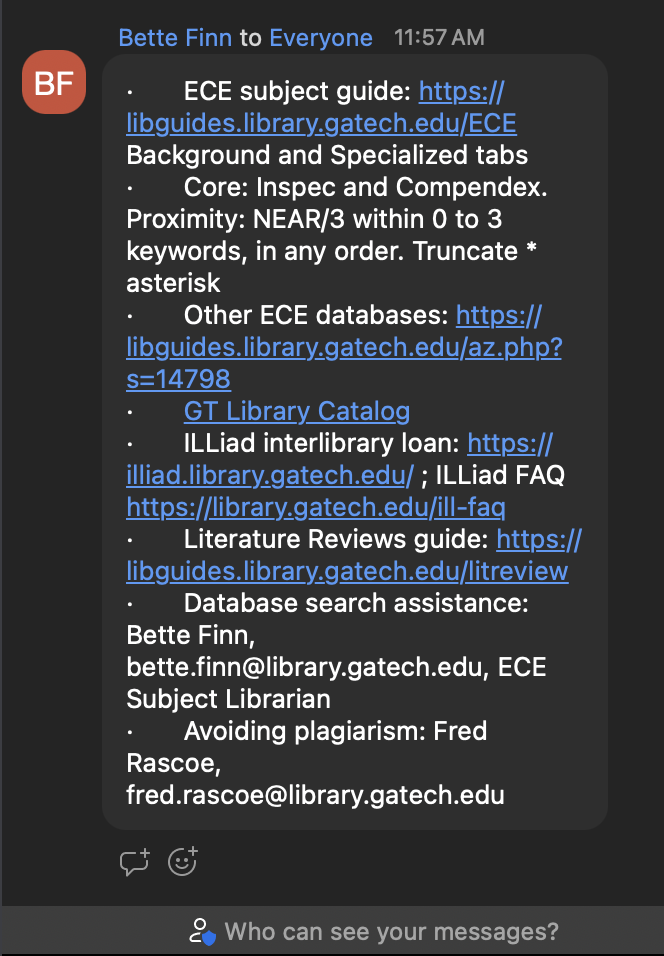 Bette Finn to Everyone 11:57 AM
BF
· ECE subject guide: https://
libguides.library.gatech.edu/ECE
Background and Specialized tabs
· Core: Inspec and Compendex.
Proximity: NEAR/3 within 0 to 3
keywords, in any order. Truncate *
asterisk
· Other ECE databases: https://
libguides.library.gatech.edu/az.php?
s=14798
· GT Library Catalog
· ILLiad interlibrary loan: https://
illiad.library.gatech.edu/ ; ILLiad FAQ
https://library.gatech.edu/ill-faq
· Literature Reviews guide: https://
libguides.library.gatech.edu/litreview
· Database search assistance:
Bette Finn,
bette.finn@library.gatech.edu, ECE
Subject Librarian
· Avoiding plagiarism: Fred
Rascoe,
fred.rascoe@library.gatech.edu
Who can see your messages?